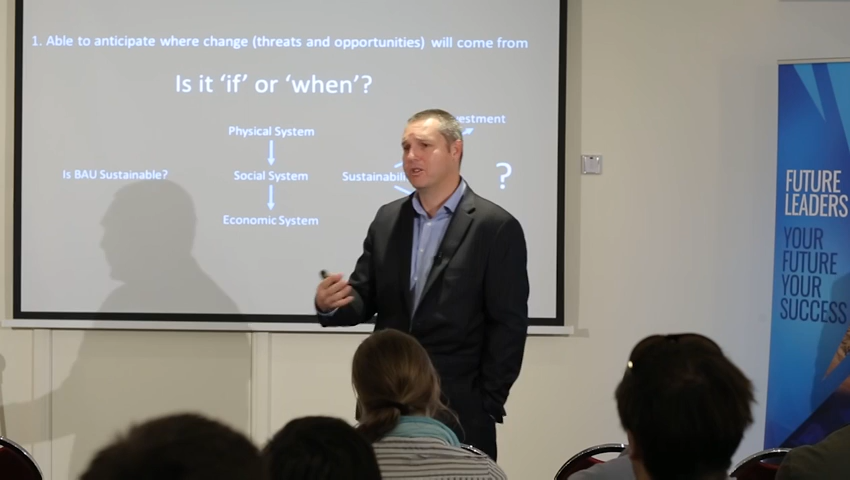 1. Able to anticipate where change (threats and opportunities) will come from
Is it 'if' or 'when'?
Physical System
Is BAU Sustainable?
Social System
Economic System
?
FUTURE
LEADERS
YOUR
FUTURE
YOUR
SUCCESS